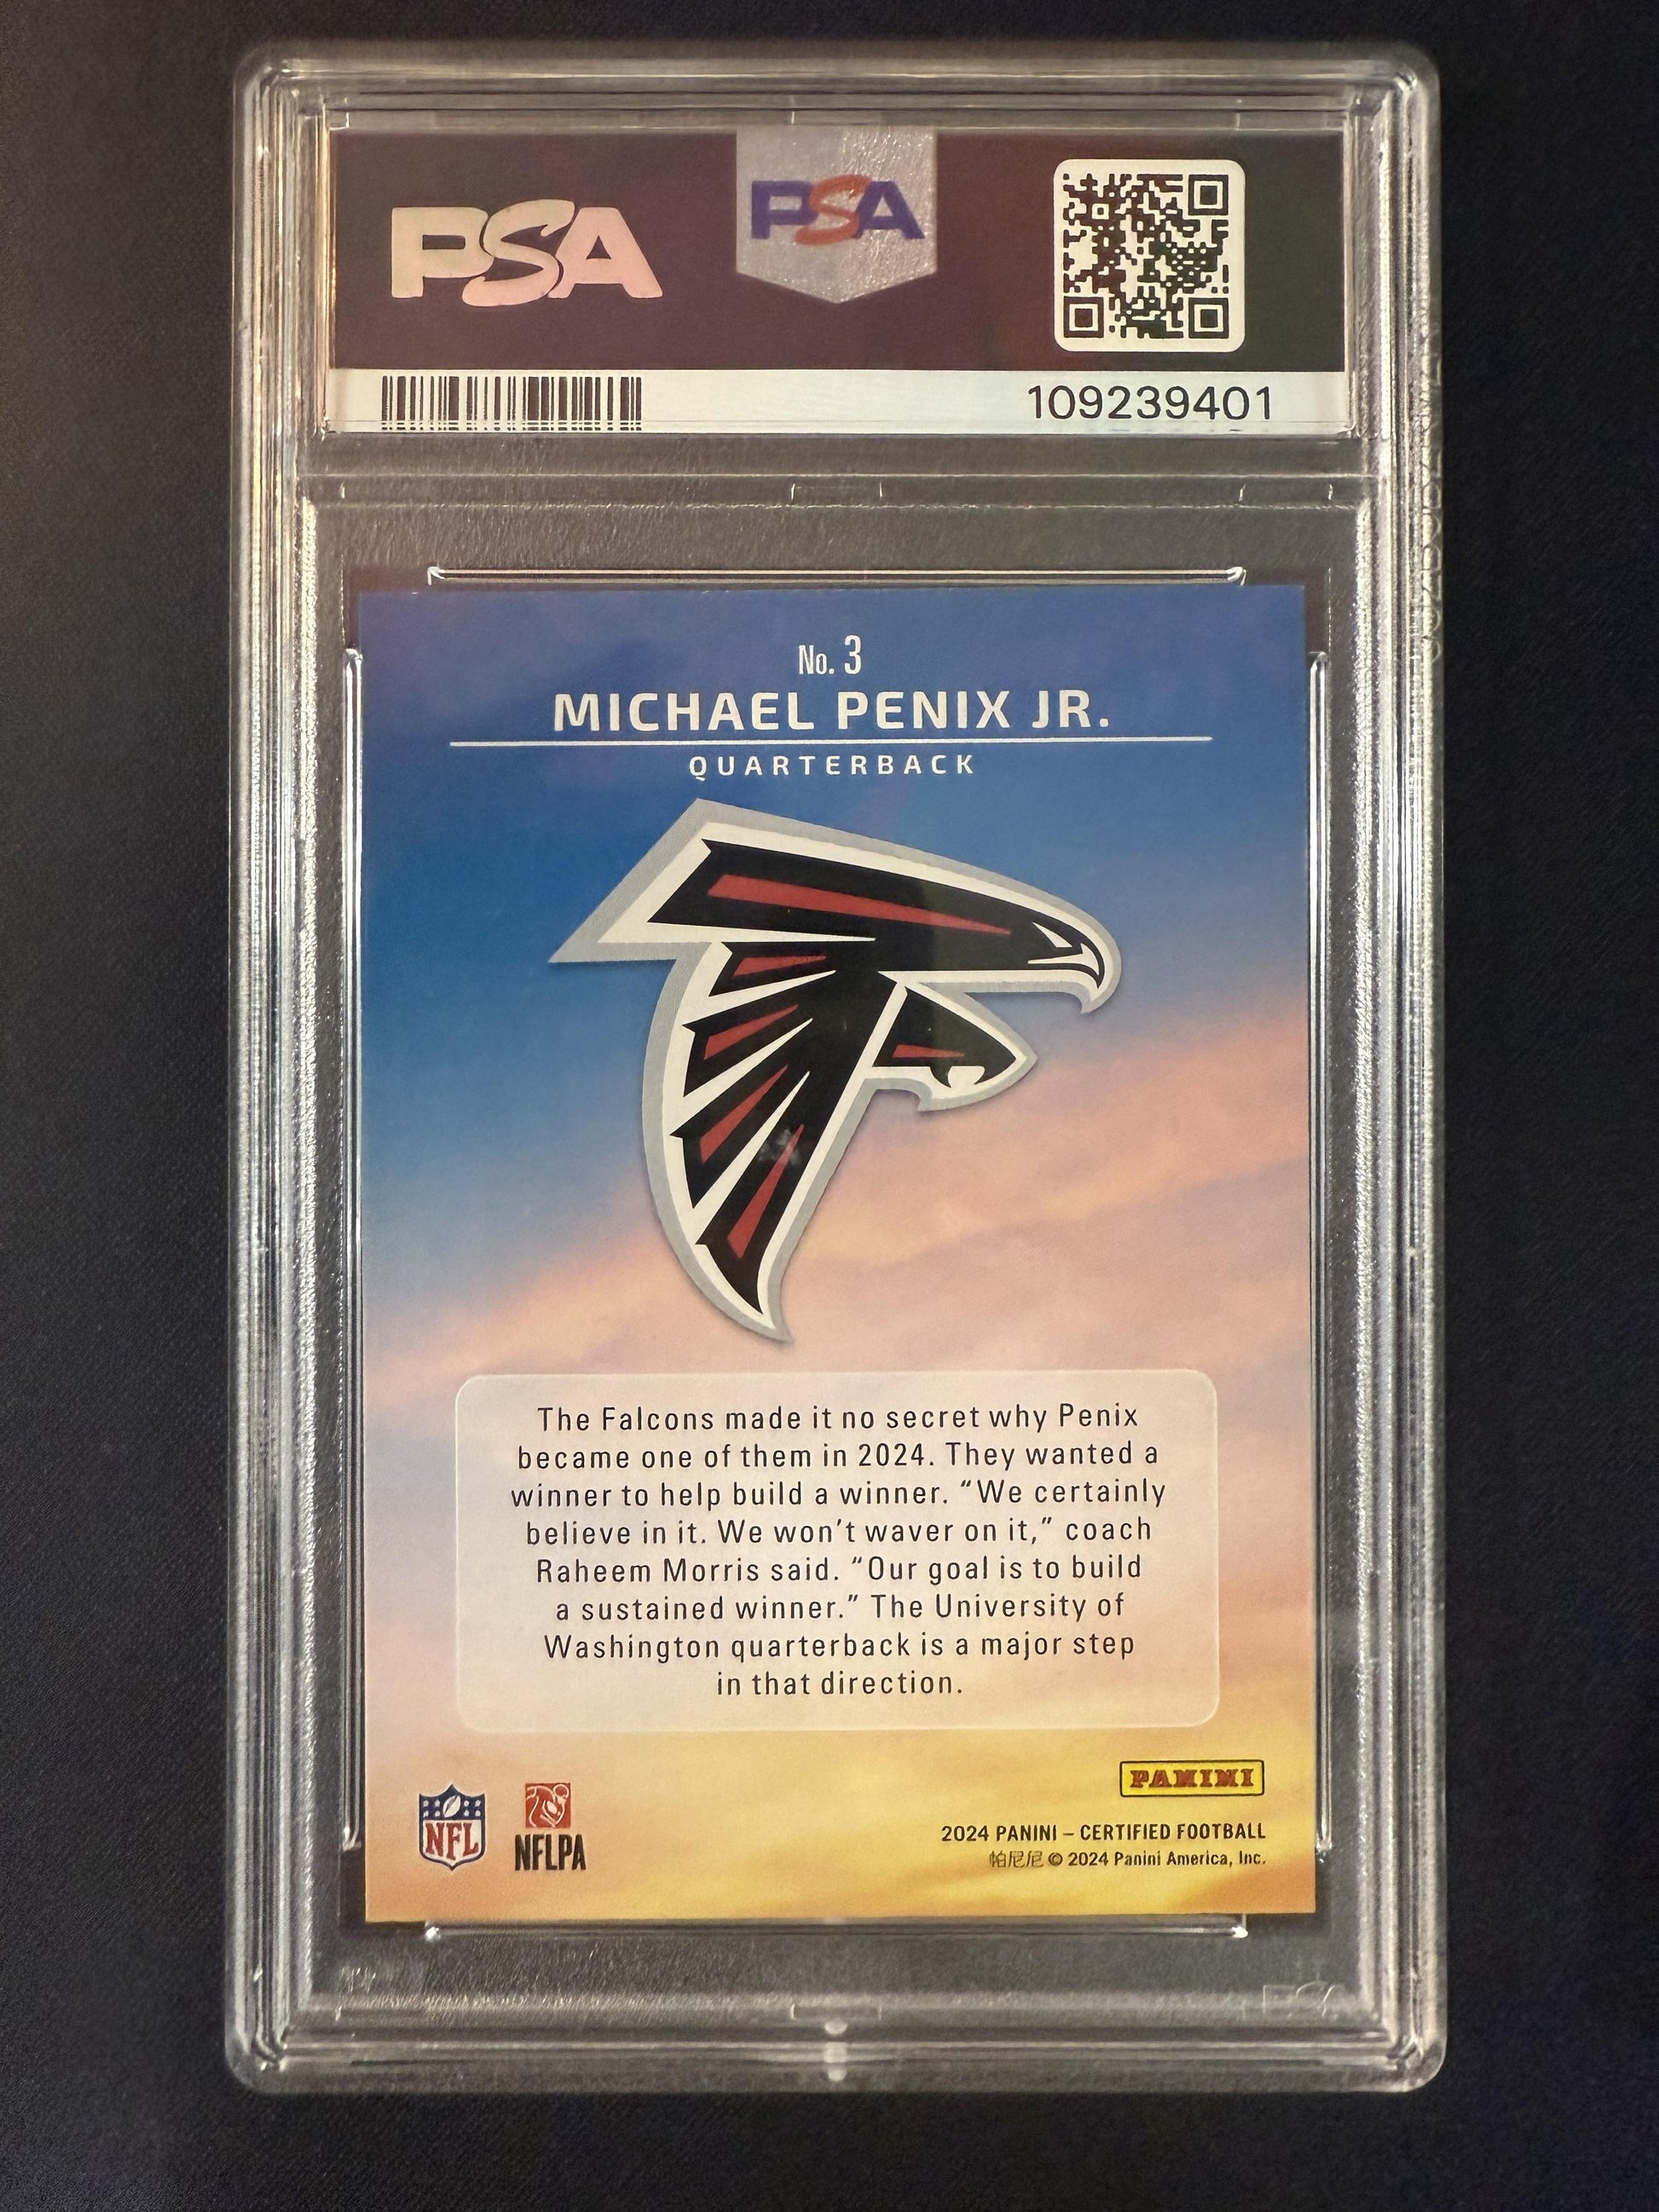 PSA
PSA
109239401
No. 3
MICHAEL PENIX JR.
QUARTERBACK
The Falcons made it no secret why Penix
became one of them in 2024. They wanted a
winner to help build a winner. “We certainly
believe in it. We won’t waver on it,” coach
Raheem Morris said. “Our goal is to build
a sustained winner.” The University of
Washington quarterback is a major step
in that direction.
PANINI
NFL
NFLPA
2024 PANINI – CERTIFIED FOOTBALL
帕尼尼 © 2024 Panini America, Inc.
PSA